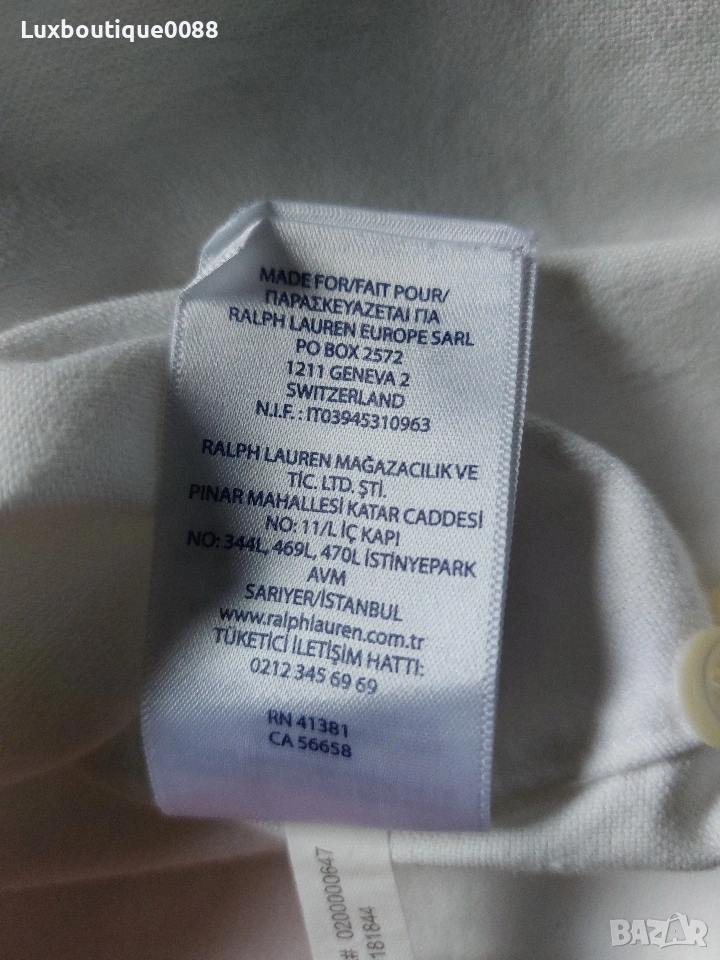 Luxboutique0088
MADE FOR/FAIT POUR/
ΠΑΡΑΣΚΕΥΑΖΕΤΑΙ ΓΙΑ
RALPH LAUREN EUROPE SARL
PO BOX 2572
1211 GENEVA 2
SWITZERLAND
N.I.F. : IT03945310963
RALPH LAUREN MAĞAZACILIK VE
TİC. LTD. ŞTİ.
PINAR MAHALLESİ KATAR CADDESİ
NO: 11/L İÇ KAPI
NO: 344L, 469L, 470L İSTİNYEPARK
AVM
SARIYER/İSTANBUL
www.ralphlauren.com.tr
TÜKETİCİ İLETİŞİM HATTI:
0212 345 69 69
RN 41381
CA 56658
# 0200000647
181844
BAZAR